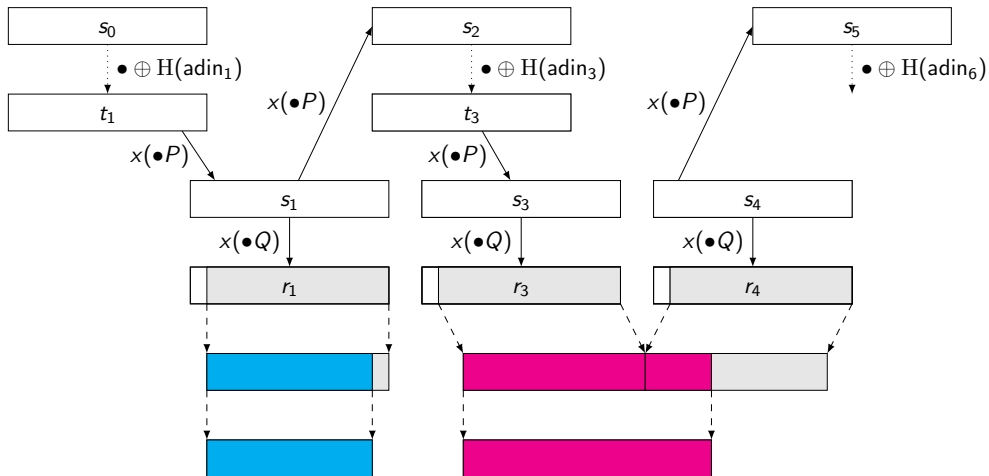 s₀ s₂ s₅
• ⊕ H(adin₁) • ⊕ H(adin₃) • ⊕ H(adin₆)
x(•P) x(•P)
t₁ t₃
x(•P) x(•P)
s₁ s₃ s₄
x(•Q) x(•Q) x(•Q)
r₁ r₃ r₄